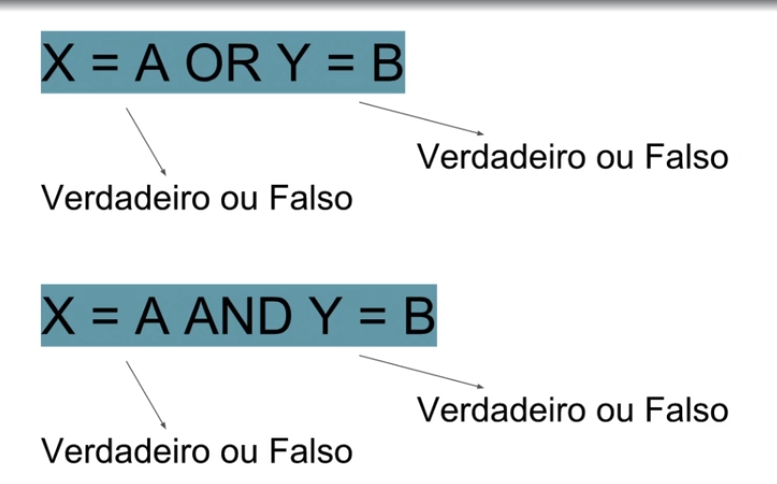 X = A OR Y = B
Verdadeiro ou Falso
Verdadeiro ou Falso
X = A AND Y = B
Verdadeiro ou Falso
Verdadeiro ou Falso